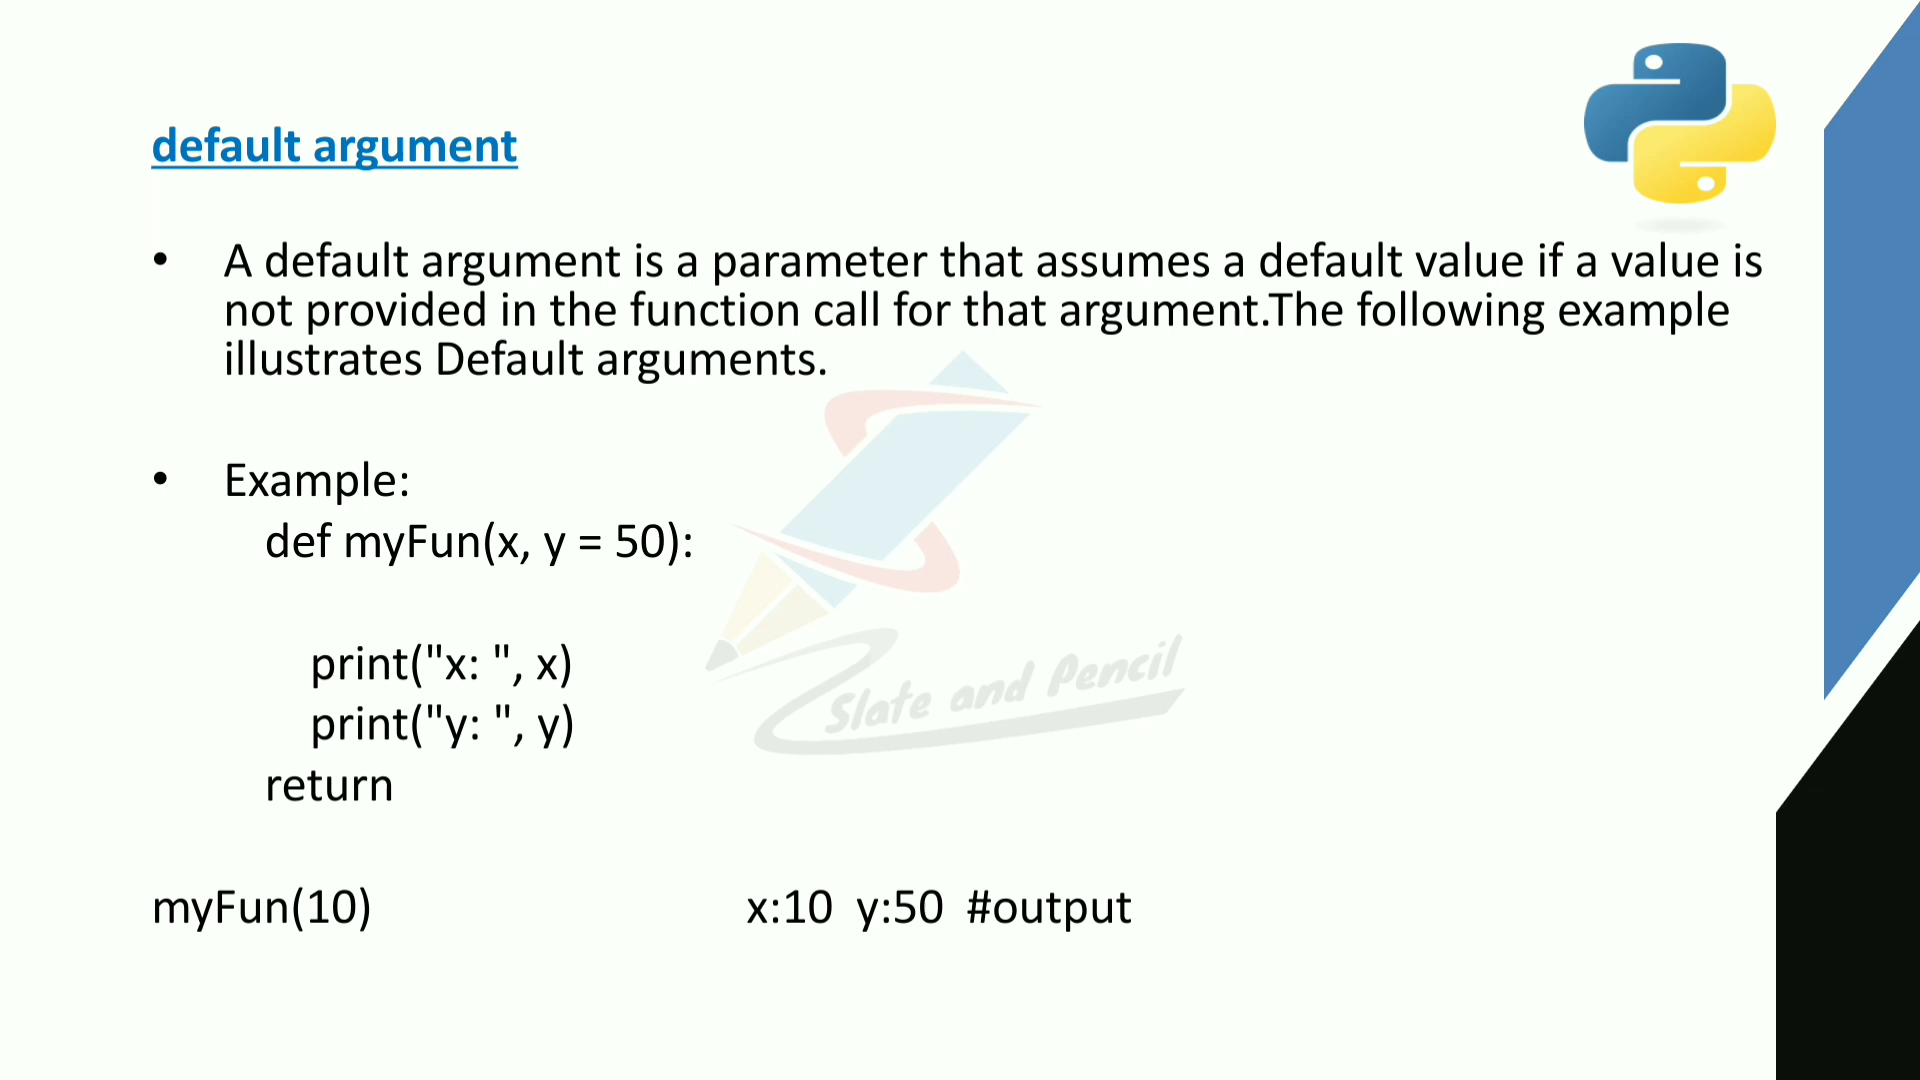 default argument
• A default argument is a parameter that assumes a default value if a value is
not provided in the function call for that argument.The following example
illustrates Default arguments.
• Example:
def myFun(x, y = 50):
print("x: ", x)
print("y: ", y)
return
myFun(10) x:10 y:50 #output
Slate and Pencil